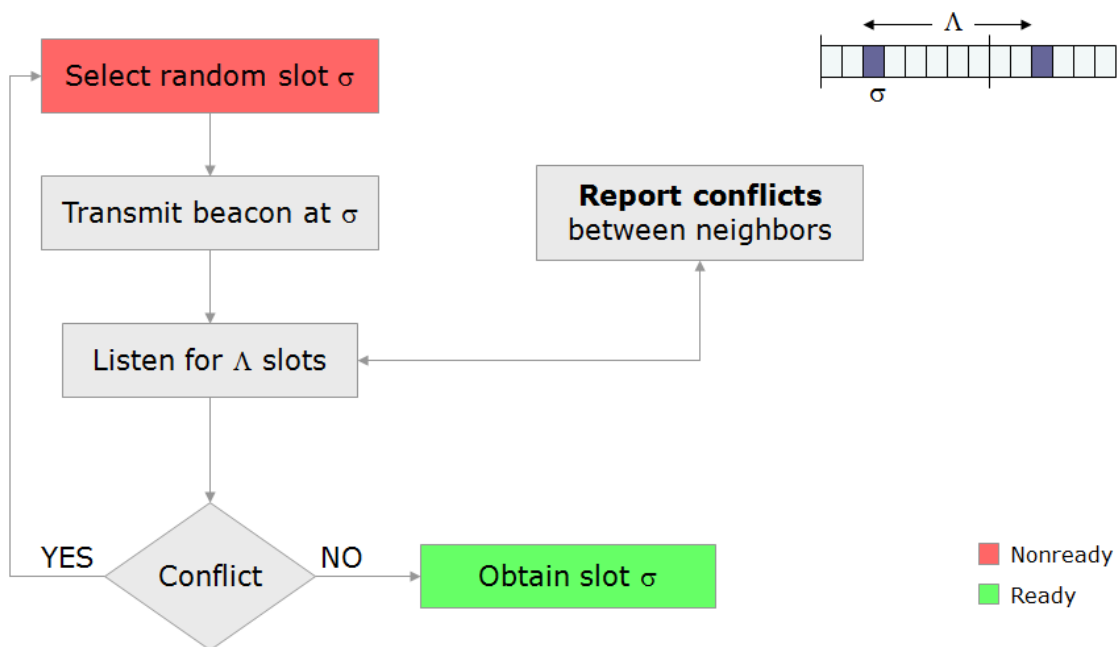 Λ
σ
Select random slot σ
Transmit beacon at σ
Report conflicts
between neighbors
Listen for Λ slots
YES
Conflict
NO
Obtain slot σ
Nonready
Ready